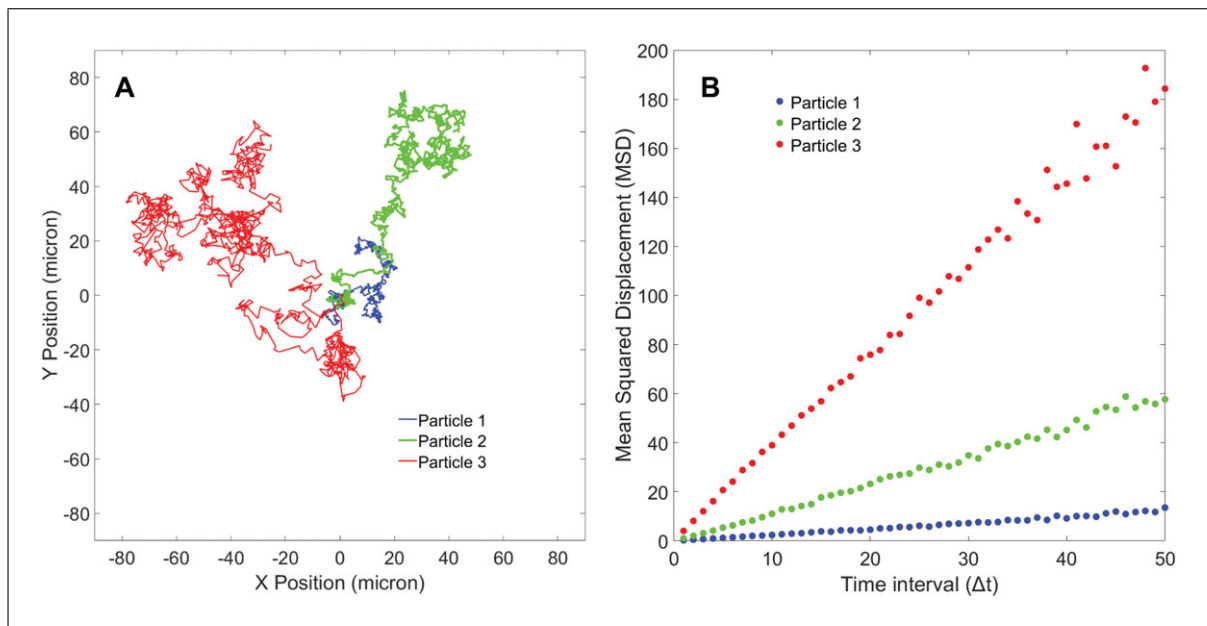 A
80
60
40
20
0
-20
-40
-60
-80
Y Position (micron)
Particle 1
Particle 2
Particle 3
-80 -60 -40 -20 0 20 40 60 80
X Position (micron)
B
200
180
160
140
120
100
80
60
40
20
0
Mean Squared Displacement (MSD)
Particle 1
Particle 2
Particle 3
0 10 20 30 40 50
Time interval (Δt)